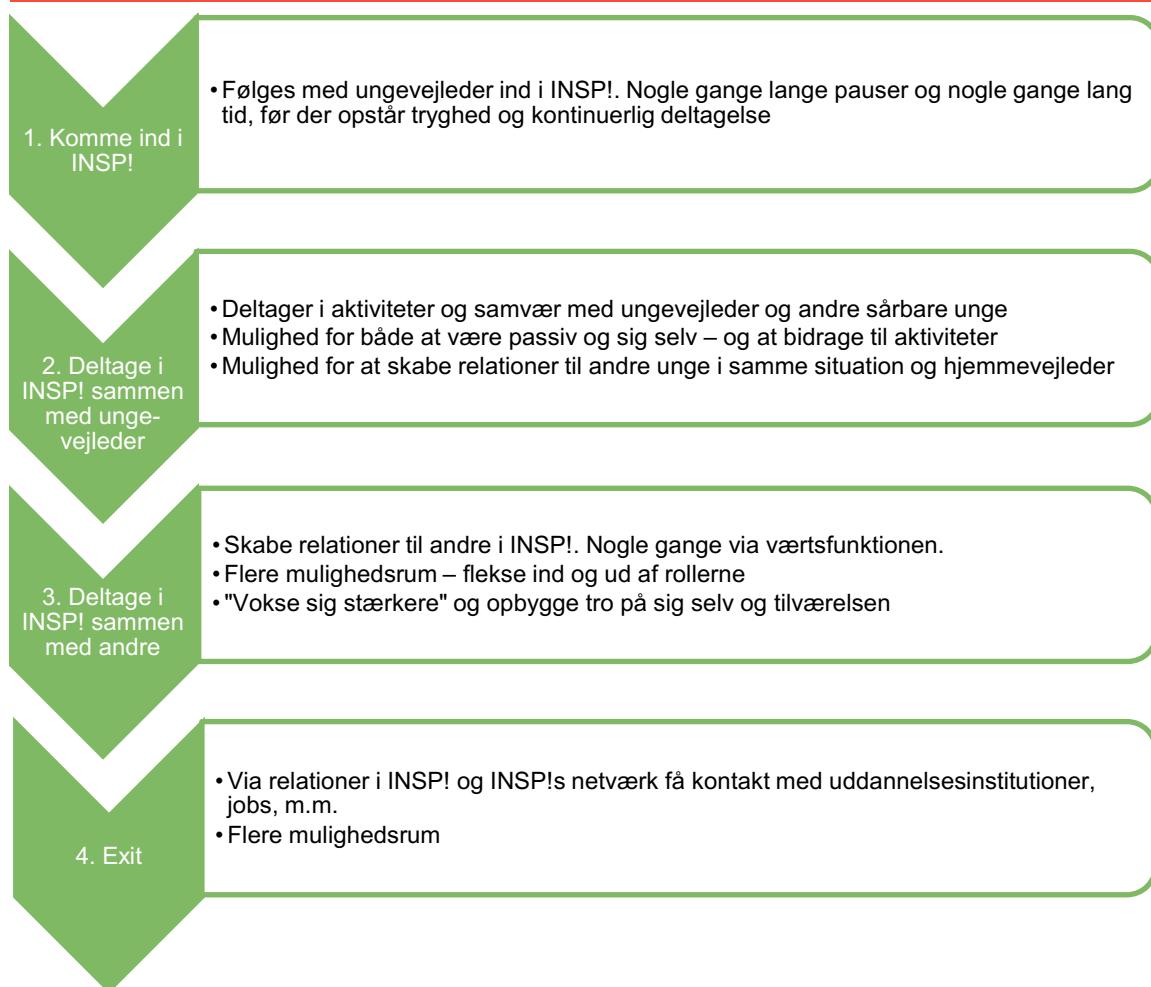 1. Komme ind i
INSP!
• Følges med ungevejleder ind i INSP!. Nogle gange lange pauser og nogle gange lang
tid, før der opstår tryghed og kontinuerlig deltagelse
2. Deltage i
INSP! sammen
med unge-
vejleder
• Deltager i aktiviteter og samvær med ungevejleder og andre sårbare unge
• Mulighed for både at være passiv og sig selv – og at bidrage til aktiviteter
• Mulighed for at skabe relationer til andre unge i samme situation og hjemmevejleder
3. Deltage i
INSP! sammen
med andre
• Skabe relationer til andre i INSP!. Nogle gange via værtsfunktionen.
• Flere mulighedsrum – flekse ind og ud af rollerne
• "Vokse sig stærkere" og opbygge tro på sig selv og tilværelsen
4. Exit
• Via relationer i INSP! og INSP!s netværk få kontakt med uddannelsesinstitutioner,
jobs, m.m.
• Flere mulighedsrum